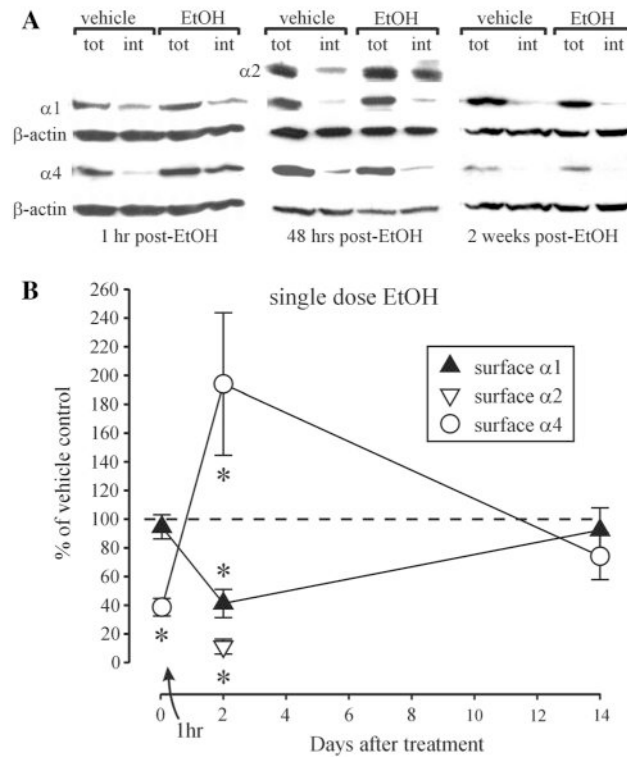 A
vehicle EtOH vehicle EtOH vehicle EtOH
tot int tot int tot int tot int tot int tot int
α2
α1
β-actin
α4
β-actin
1 hr post-EtOH 48 hrs post-EtOH 2 weeks post-EtOH
B
single dose EtOH
260
240
220
200
180
160
140
120
100
80
60
40
20
0
% of vehicle control
surface α1
surface α2
surface α4
*
*
*
*
0 2 4 6 8 10 12 14
1hr
Days after treatment